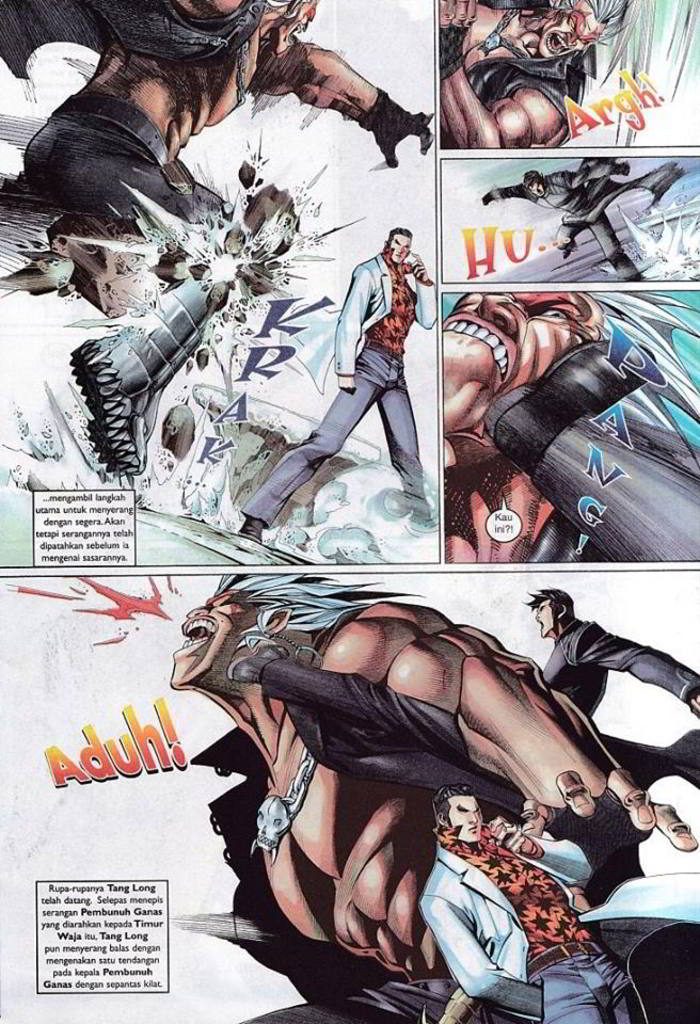 KRAK
...mengambil langkah
utama untuk menyerang
dengan segera. Akan
tetapi serangannya telah
dipatahkan sebelum ia
mengenai sasarannya.
Argh!
HU...
PANG!
Kau
ini?!
Aduh!
Rupa-rupanya Tang Long
telah datang. Selepas menepis
serangan Pembunuh Ganas
yang diarahkan kepada Timur
Waja itu, Tang Long
pun menyerang balas dengan
mengenakan satu tendangan
pada kepala Pembunuh
Ganas dengan sepantas kilat.